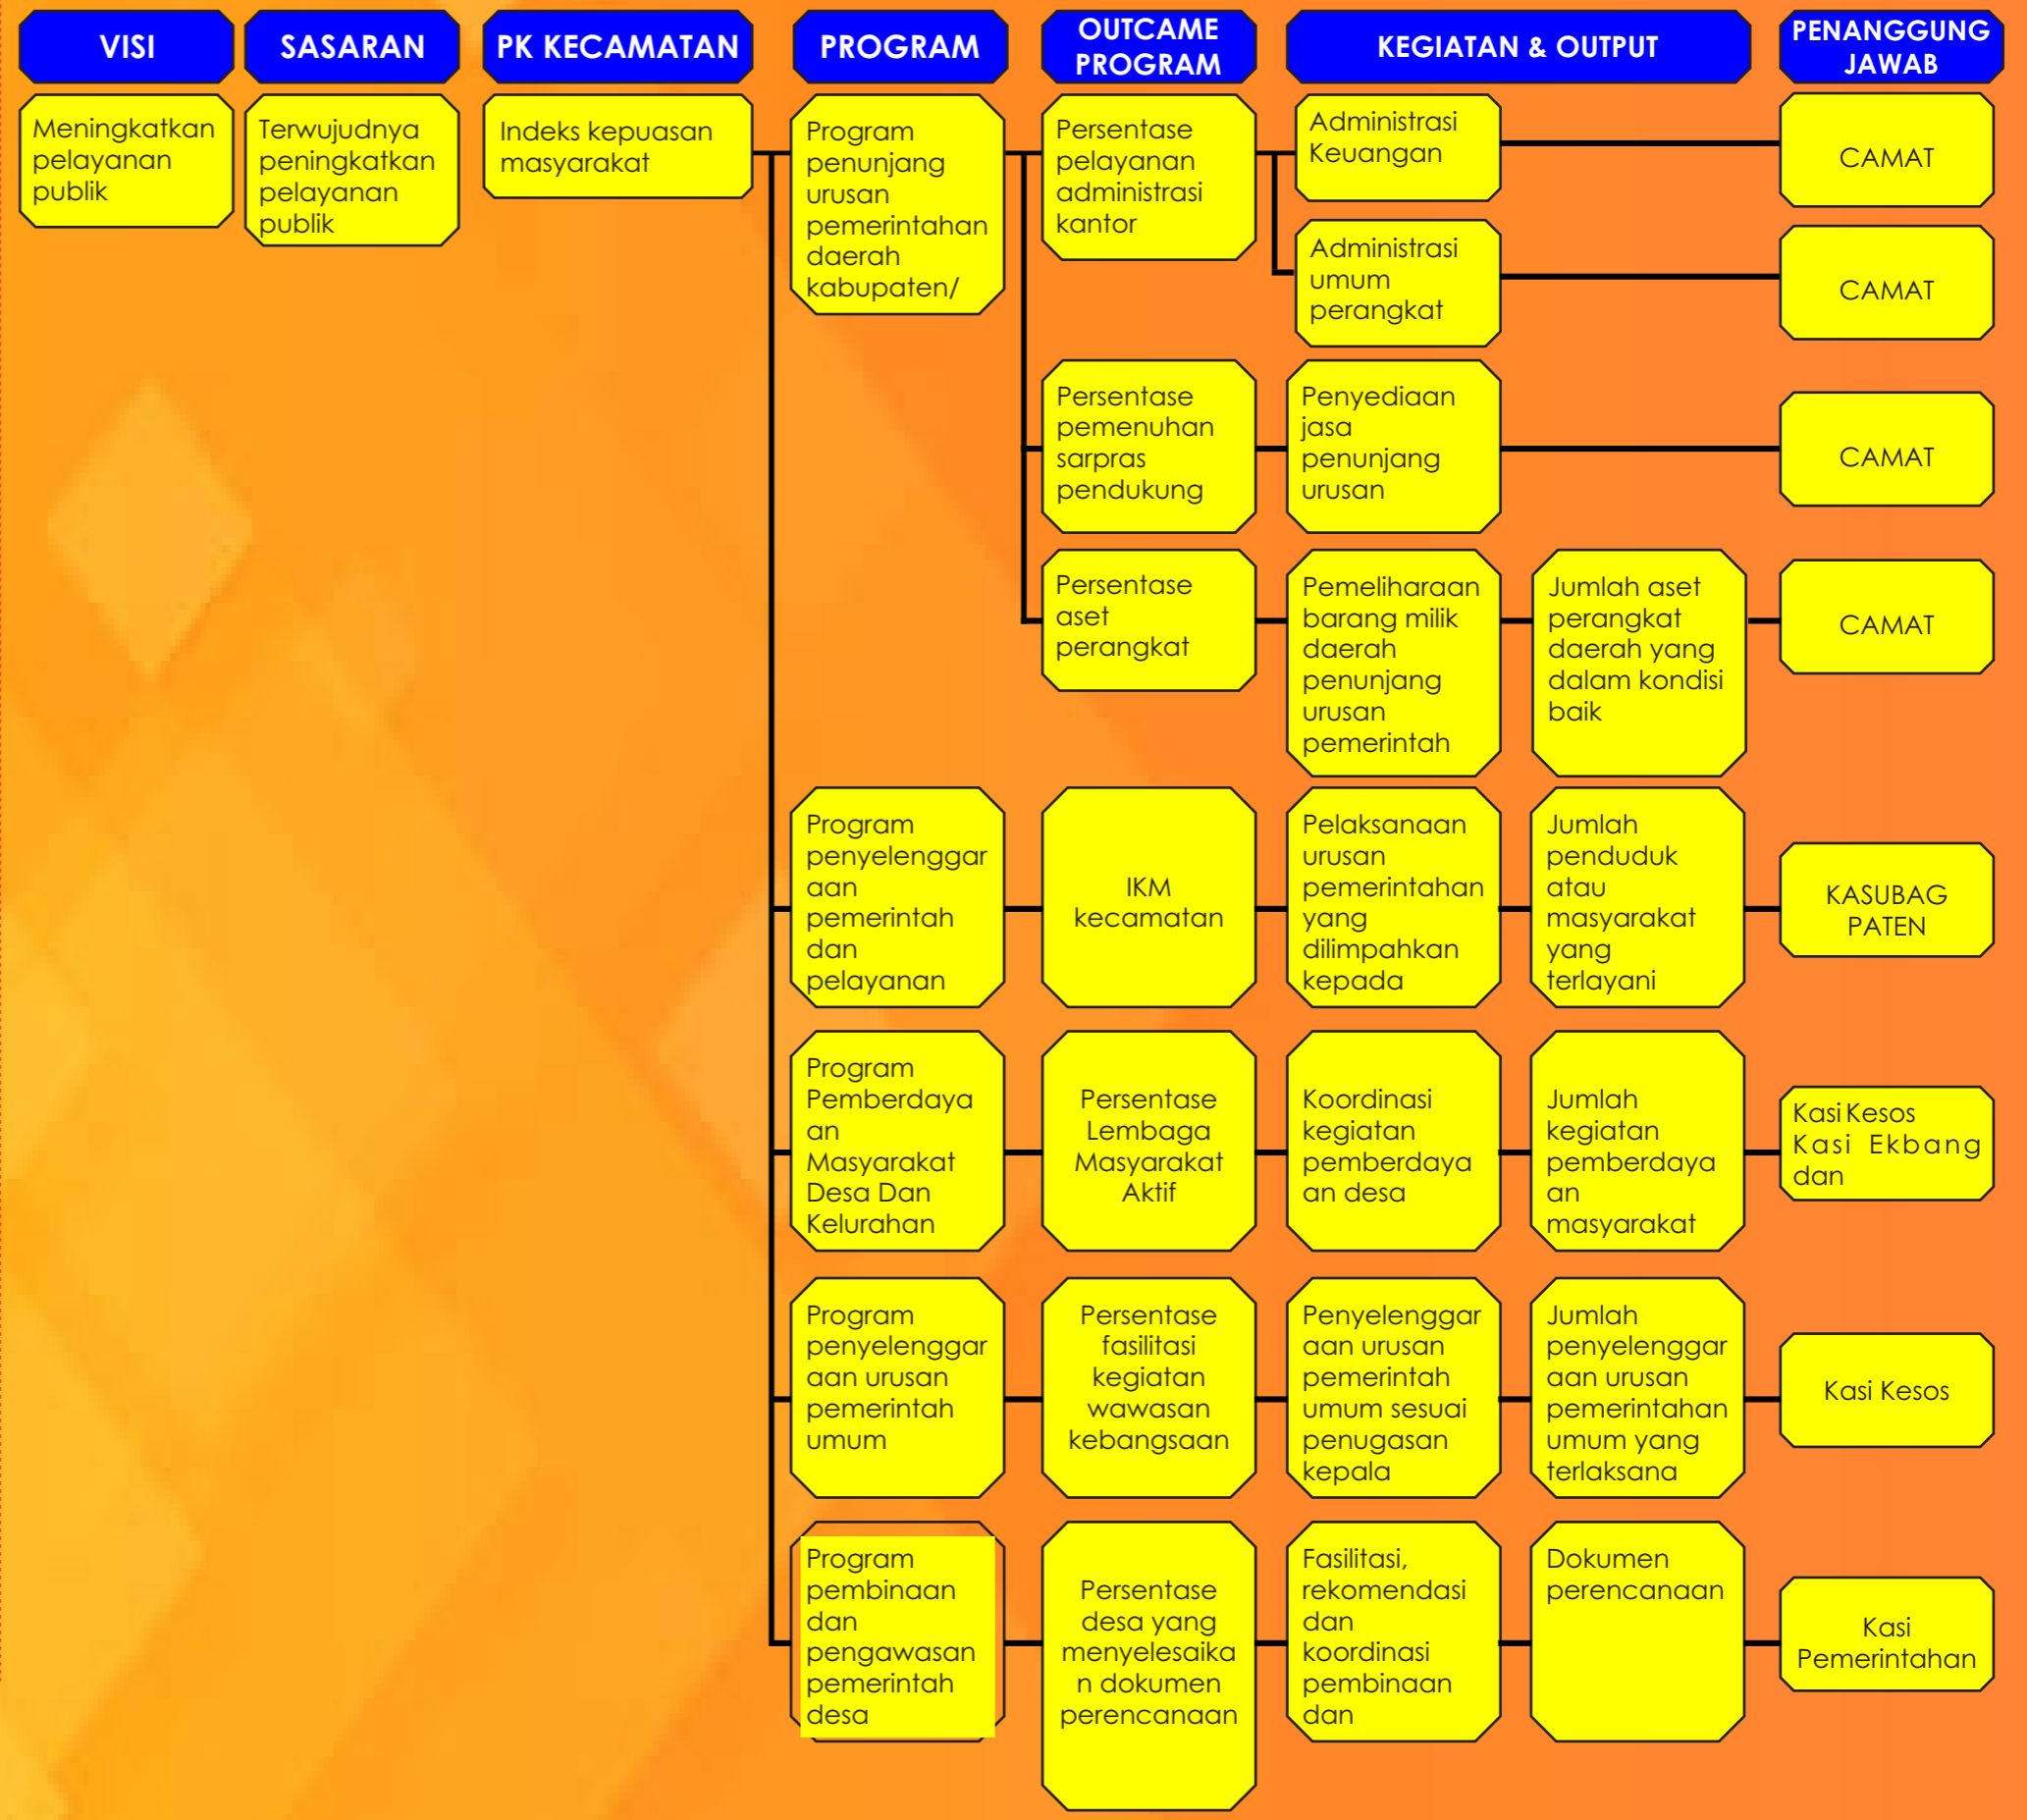 VISI
SASARAN
PK KECAMATAN
PROGRAM
OUTCAME
PROGRAM
KEGIATAN & OUTPUT
PENANGGUNG
JAWAB
Meningkatkan
pelayanan
publik
Terwujudnya
peningkatkan
pelayanan
publik
Indeks kepuasan
masyarakat
Program
penunjang
urusan
pemerintahan
daerah
kabupaten/
Persentase
pelayanan
administrasi
kantor
Administrasi
Keuangan
CAMAT
Administrasi
umum
perangkat
CAMAT
Persentase
pemenuhan
sarpras
pendukung
Penyediaan
jasa
penunjang
urusan
CAMAT
Persentase
aset
perangkat
Pemeliharaan
barang milik
daerah
penunjang
urusan
pemerintah
Jumlah aset
perangkat
daerah yang
dalam kondisi
baik
CAMAT
Program
penyelenggar
aan
pemerintah
dan
pelayanan
IKM
kecamatan
Pelaksanaan
urusan
pemerintahan
yang
dilimpahkan
kepada
Jumlah
penduduk
atau
masyarakat
yang
terlayani
KASUBAG
PATEN
Program
Pemberdaya
an
Masyarakat
Desa Dan
Kelurahan
Persentase
Lembaga
Masyarakat
Aktif
Koordinasi
kegiatan
pemberdaya
an desa
Jumlah
kegiatan
pemberdaya
an
masyarakat
Kasi Kesos
Kasi Ekbang
dan
Program
penyelenggar
aan urusan
pemerintah
umum
Persentase
fasilitasi
kegiatan
wawasan
kebangsaan
Penyelenggar
aan urusan
pemerintah
umum sesuai
penugasan
kepala
Jumlah
penyelenggar
aan urusan
pemerintahan
umum yang
terlaksana
Kasi Kesos
Program
pembinaan
dan
pengawasan
pemerintah
desa
Persentase
desa yang
menyelesaika
n dokumen
perencanaan
Fasilitasi,
rekomendasi
dan
koordinasi
pembinaan
dan
Dokumen
perencanaan
Kasi
Pemerintahan